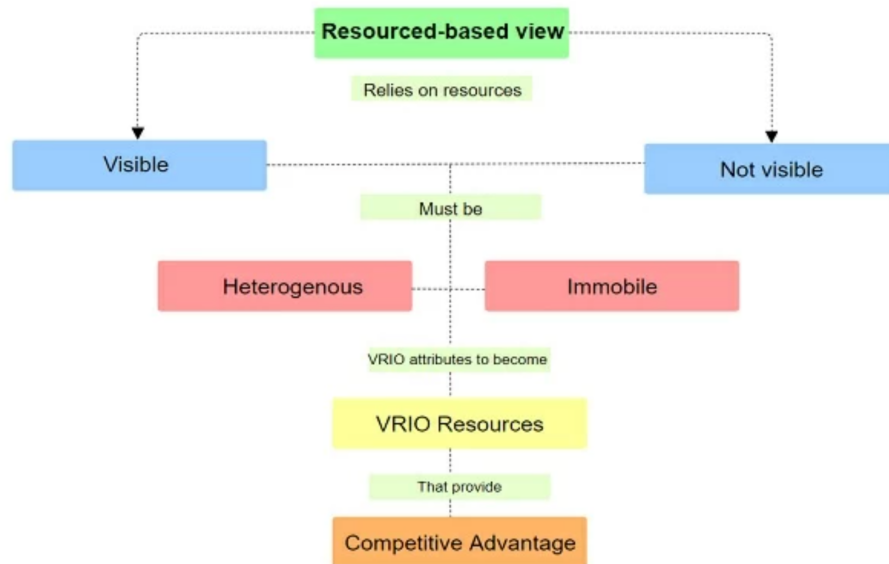 Resourced-based view
Relies on resources
Visible
Not visible
Must be
Heterogenous
Immobile
VRIO attributes to become
VRIO Resources
That provide
Competitive Advantage